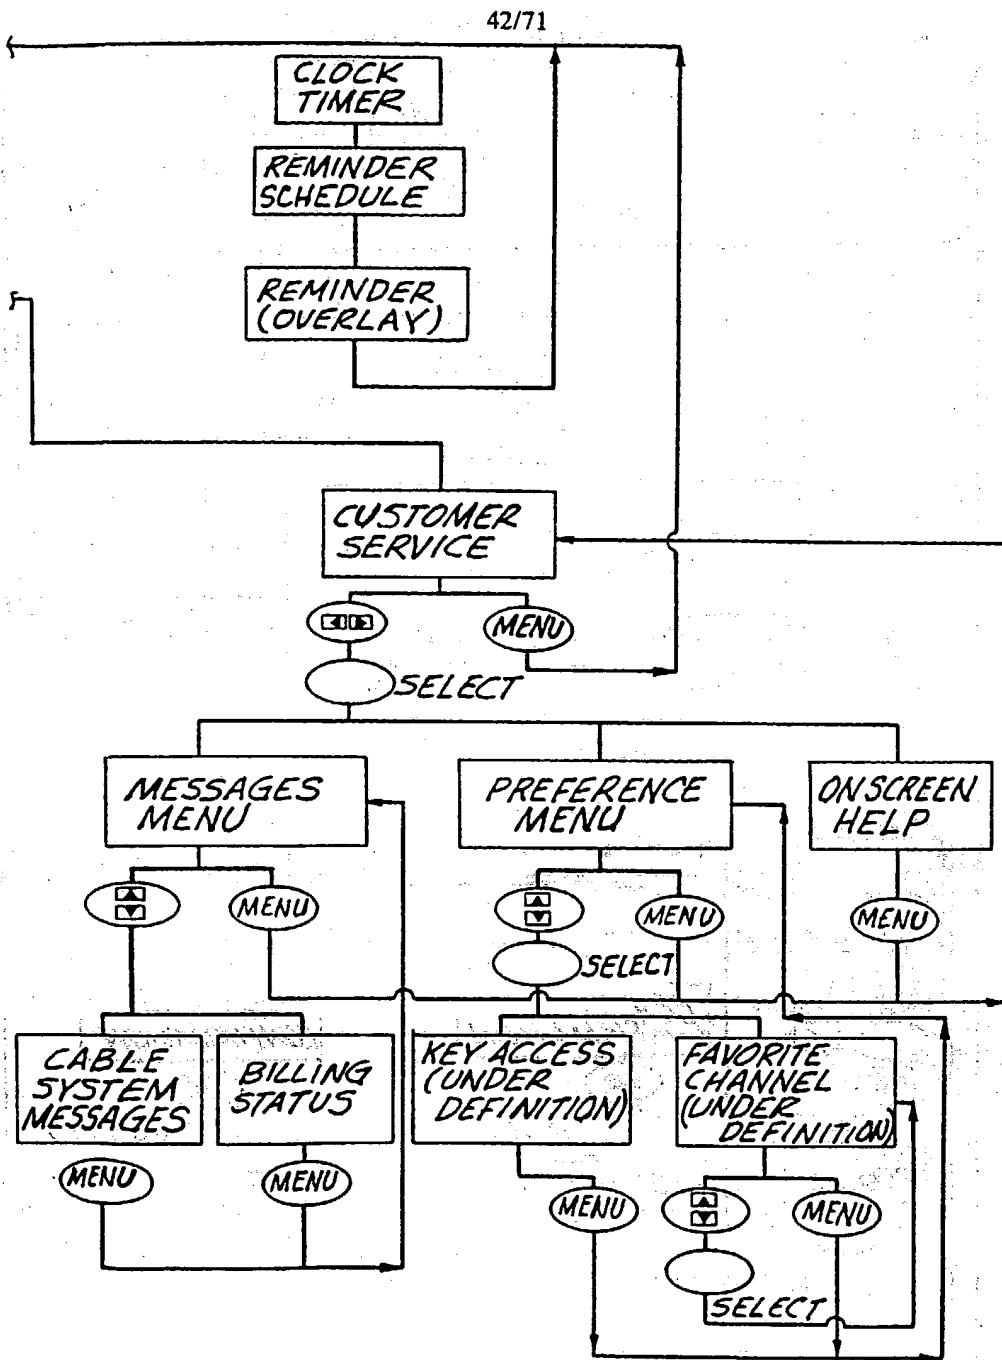 42/71
CLOCK
TIMER
REMINDER
SCHEDULE
REMINDER
(OVERLAY)
CUSTOMER
SERVICE
MENU
SELECT
MESSAGES
MENU
PREFERENCE
MENU
ON SCREEN
HELP
MENU
MENU
MENU
SELECT
CABLE
SYSTEM
MESSAGES
BILLING
STATUS
KEY ACCESS
(UNDER
DEFINITION)
FAVORITE
CHANNEL
(UNDER
DEFINITION)
MENU
MENU
MENU
MENU
SELECT